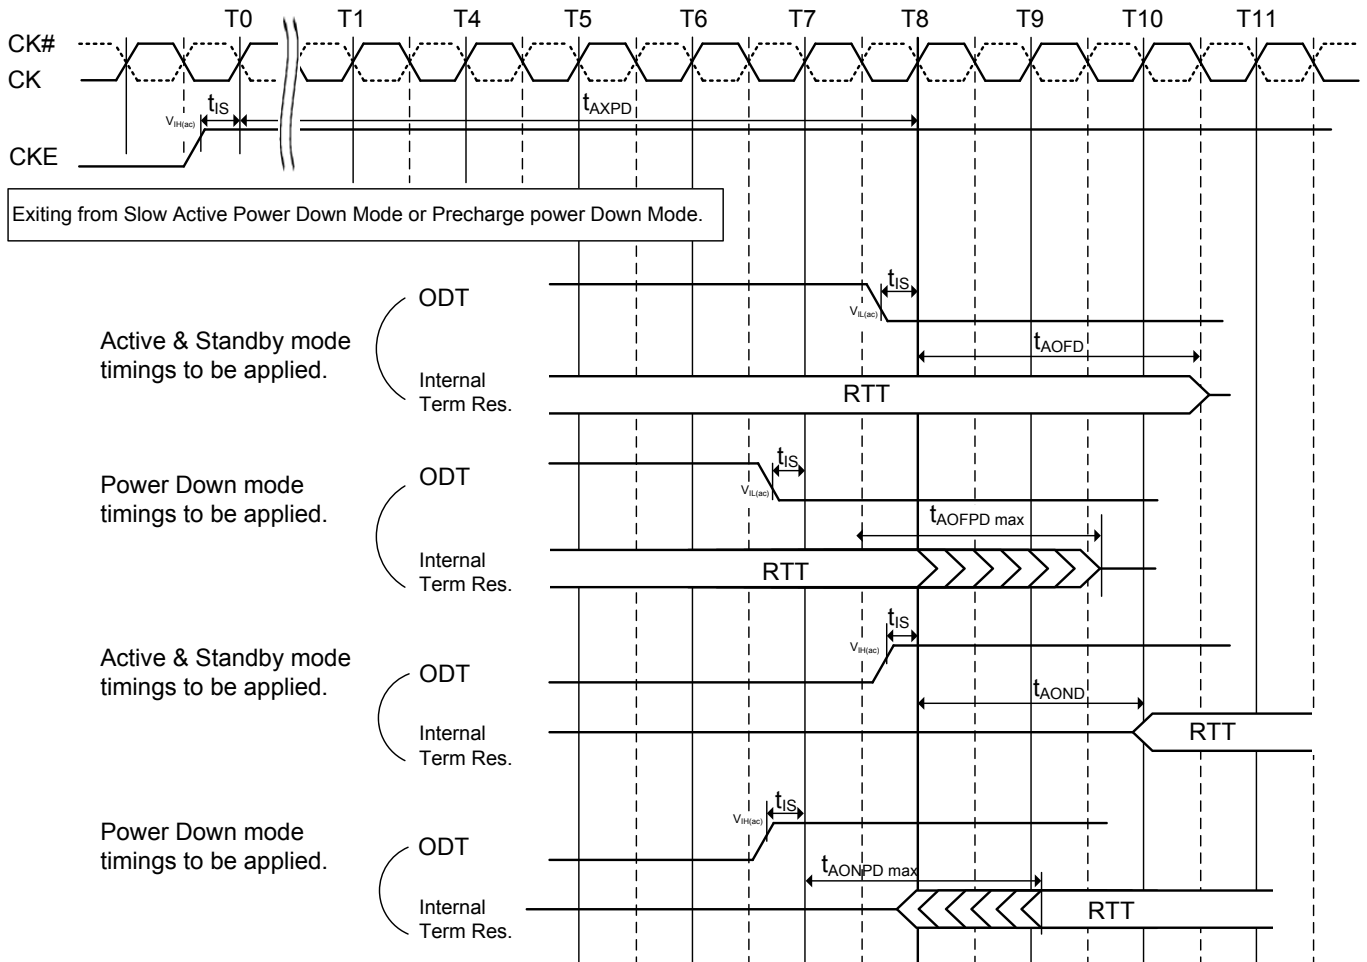 T0 T1 T4 T5 T6 T7 T8 T9 T10 T11
CK#
CK
tIS
tAXPD
VIH(ac)
CKE
Exiting from Slow Active Power Down Mode or Precharge power Down Mode.
tIS
ODT
VIL(ac)
Active & Standby mode
timings to be applied.
tAOFD
Internal
Term Res.
RTT
tIS
ODT
VIL(ac)
Power Down mode
timings to be applied.
tAOFPD max
Internal
Term Res.
RTT
tIS
VIH(ac)
Active & Standby mode
timings to be applied.
ODT
tAOND
Internal
Term Res.
RTT
tIS
VIH(ac)
Power Down mode
timings to be applied.
ODT
tAONPD max
Internal
Term Res.
RTT